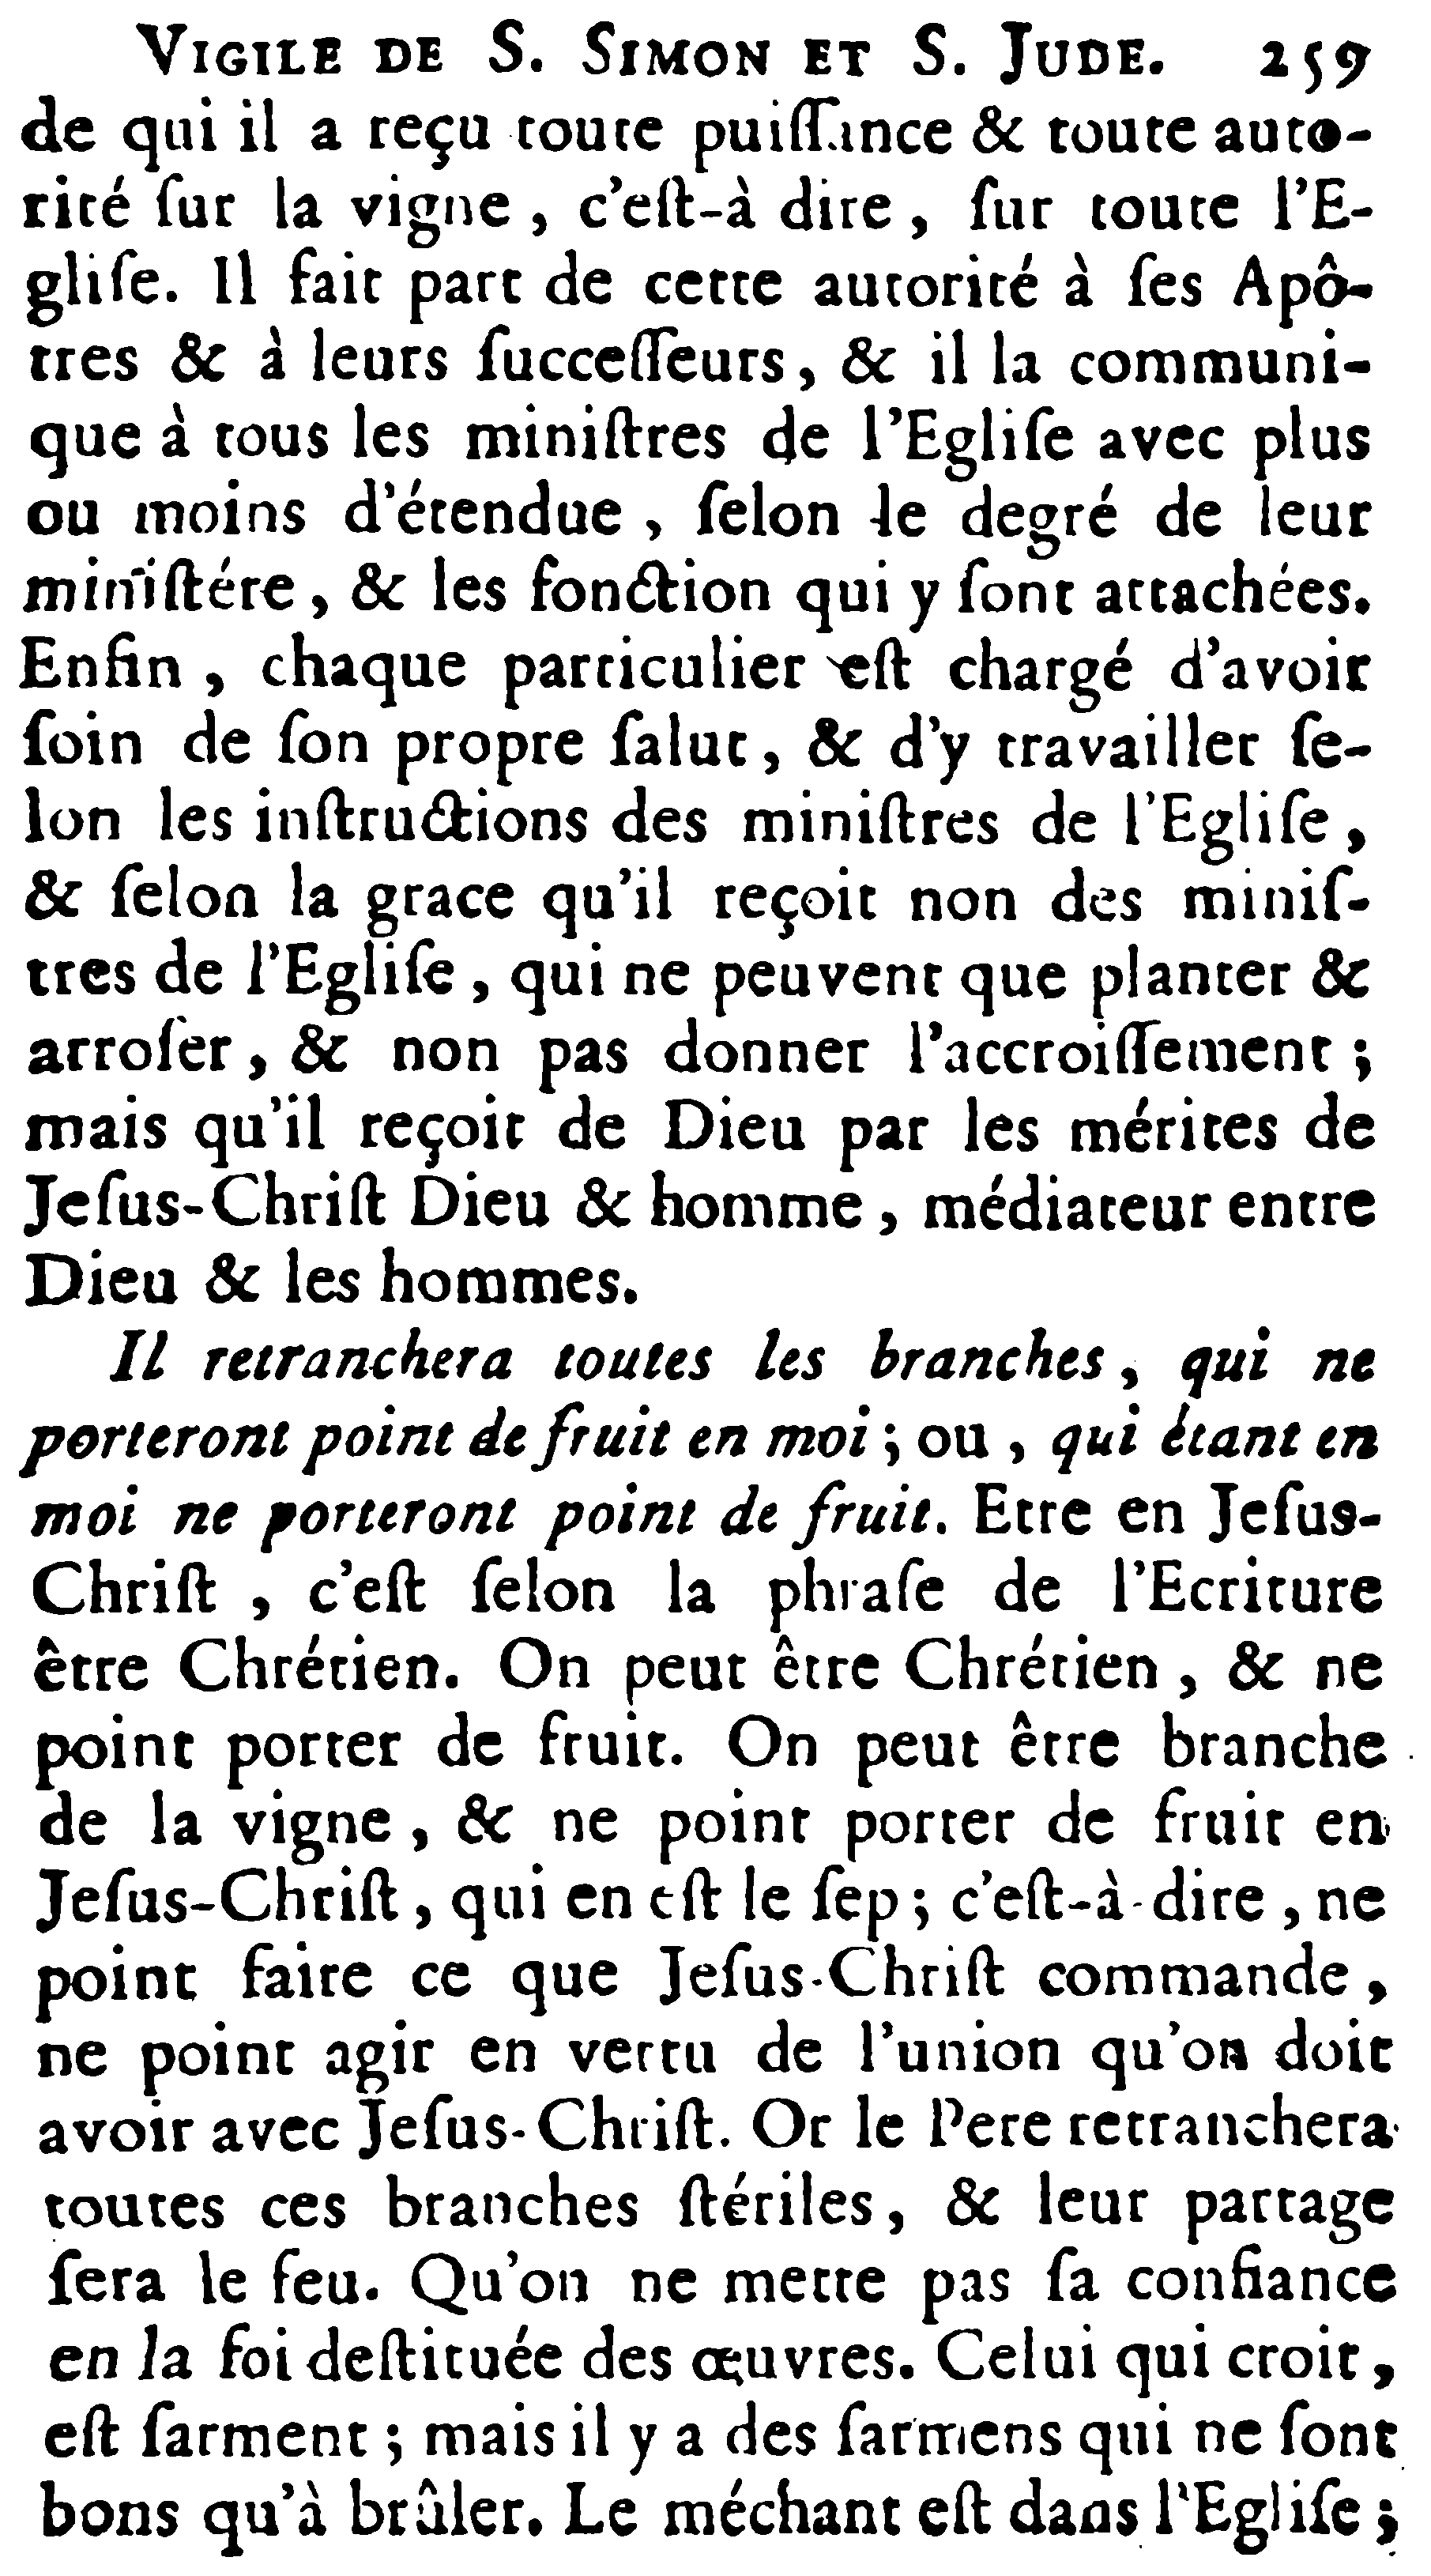 VIGILE DE S. SIMON ET S. JUDE. 259
de qui il a reçu toute puiſſance & toute auto-
rité ſur la vigne, c'eſt-à dire, ſur toute l'E-
gliſe. Il fait part de cette autorité à ſes Apô-
tres & à leurs ſucceſſeurs, & il la communi-
que à tous les miniſtres de l'Egliſe avec plus
ou moins d'étendue, ſelon le degré de leur
miniſtére, & les fonction qui y ſont attachées.
Enfin, chaque particulier eſt chargé d'avoir
ſoin de ſon propre ſalut, & d'y travailler ſe-
lon les inſtructions des miniſtres de l'Egliſe,
& ſelon la grace qu'il reçoit non des miniſ-
tres de l'Egliſe, qui ne peuvent que planter &
arroſer, & non pas donner l'accroiſſement;
mais qu'il reçoit de Dieu par les mérites de
Jeſus-Chriſt Dieu & homme, médiateur entre
Dieu & les hommes.
Il retranchera toutes les branches, qui ne
porteront point de fruit en moi; ou, qui étant en
moi ne porteront point de fruit. Etre en Jeſus-
Chriſt, c'eſt ſelon la phraſe de l'Ecriture
être Chrétien. On peut être Chrétien, & ne
point porter de fruit. On peut être branche
de la vigne, & ne point porter de fruit en
Jeſus-Chriſt, qui en eſt le ſep; c'eſt-à-dire, ne
point faire ce que Jeſus-Chriſt commande,
ne point agir en vertu de l'union qu'on doit
avoir avec Jeſus-Chriſt. Or le Pere retranchera
toutes ces branches ſtériles, & leur partage
ſera le feu. Qu'on ne mette pas ſa confiance
en la foi deſtituée des œuvres. Celui qui croit,
eſt ſarment; mais il y a des ſarmens qui ne ſont
bons qu'à brûler. Le méchant eſt dans l'Egliſe;